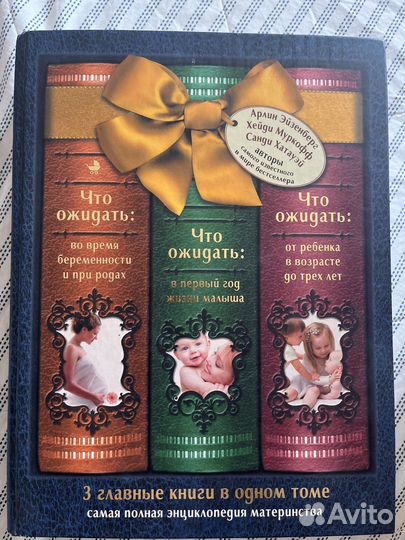 Арлин Эйзенберг
Хейди Муркофф
Санди Хатауэй
авторы
самого известного
в мире бестселлера
Что
ожидать:
во время
беременности
и при родах
Что
ожидать:
в первый год
жизни малыша
Что
ожидать:
от ребенка
в возрасте
до трех лет
3 главные книги в одном томе
самая полная энциклопедия материнства
Avito